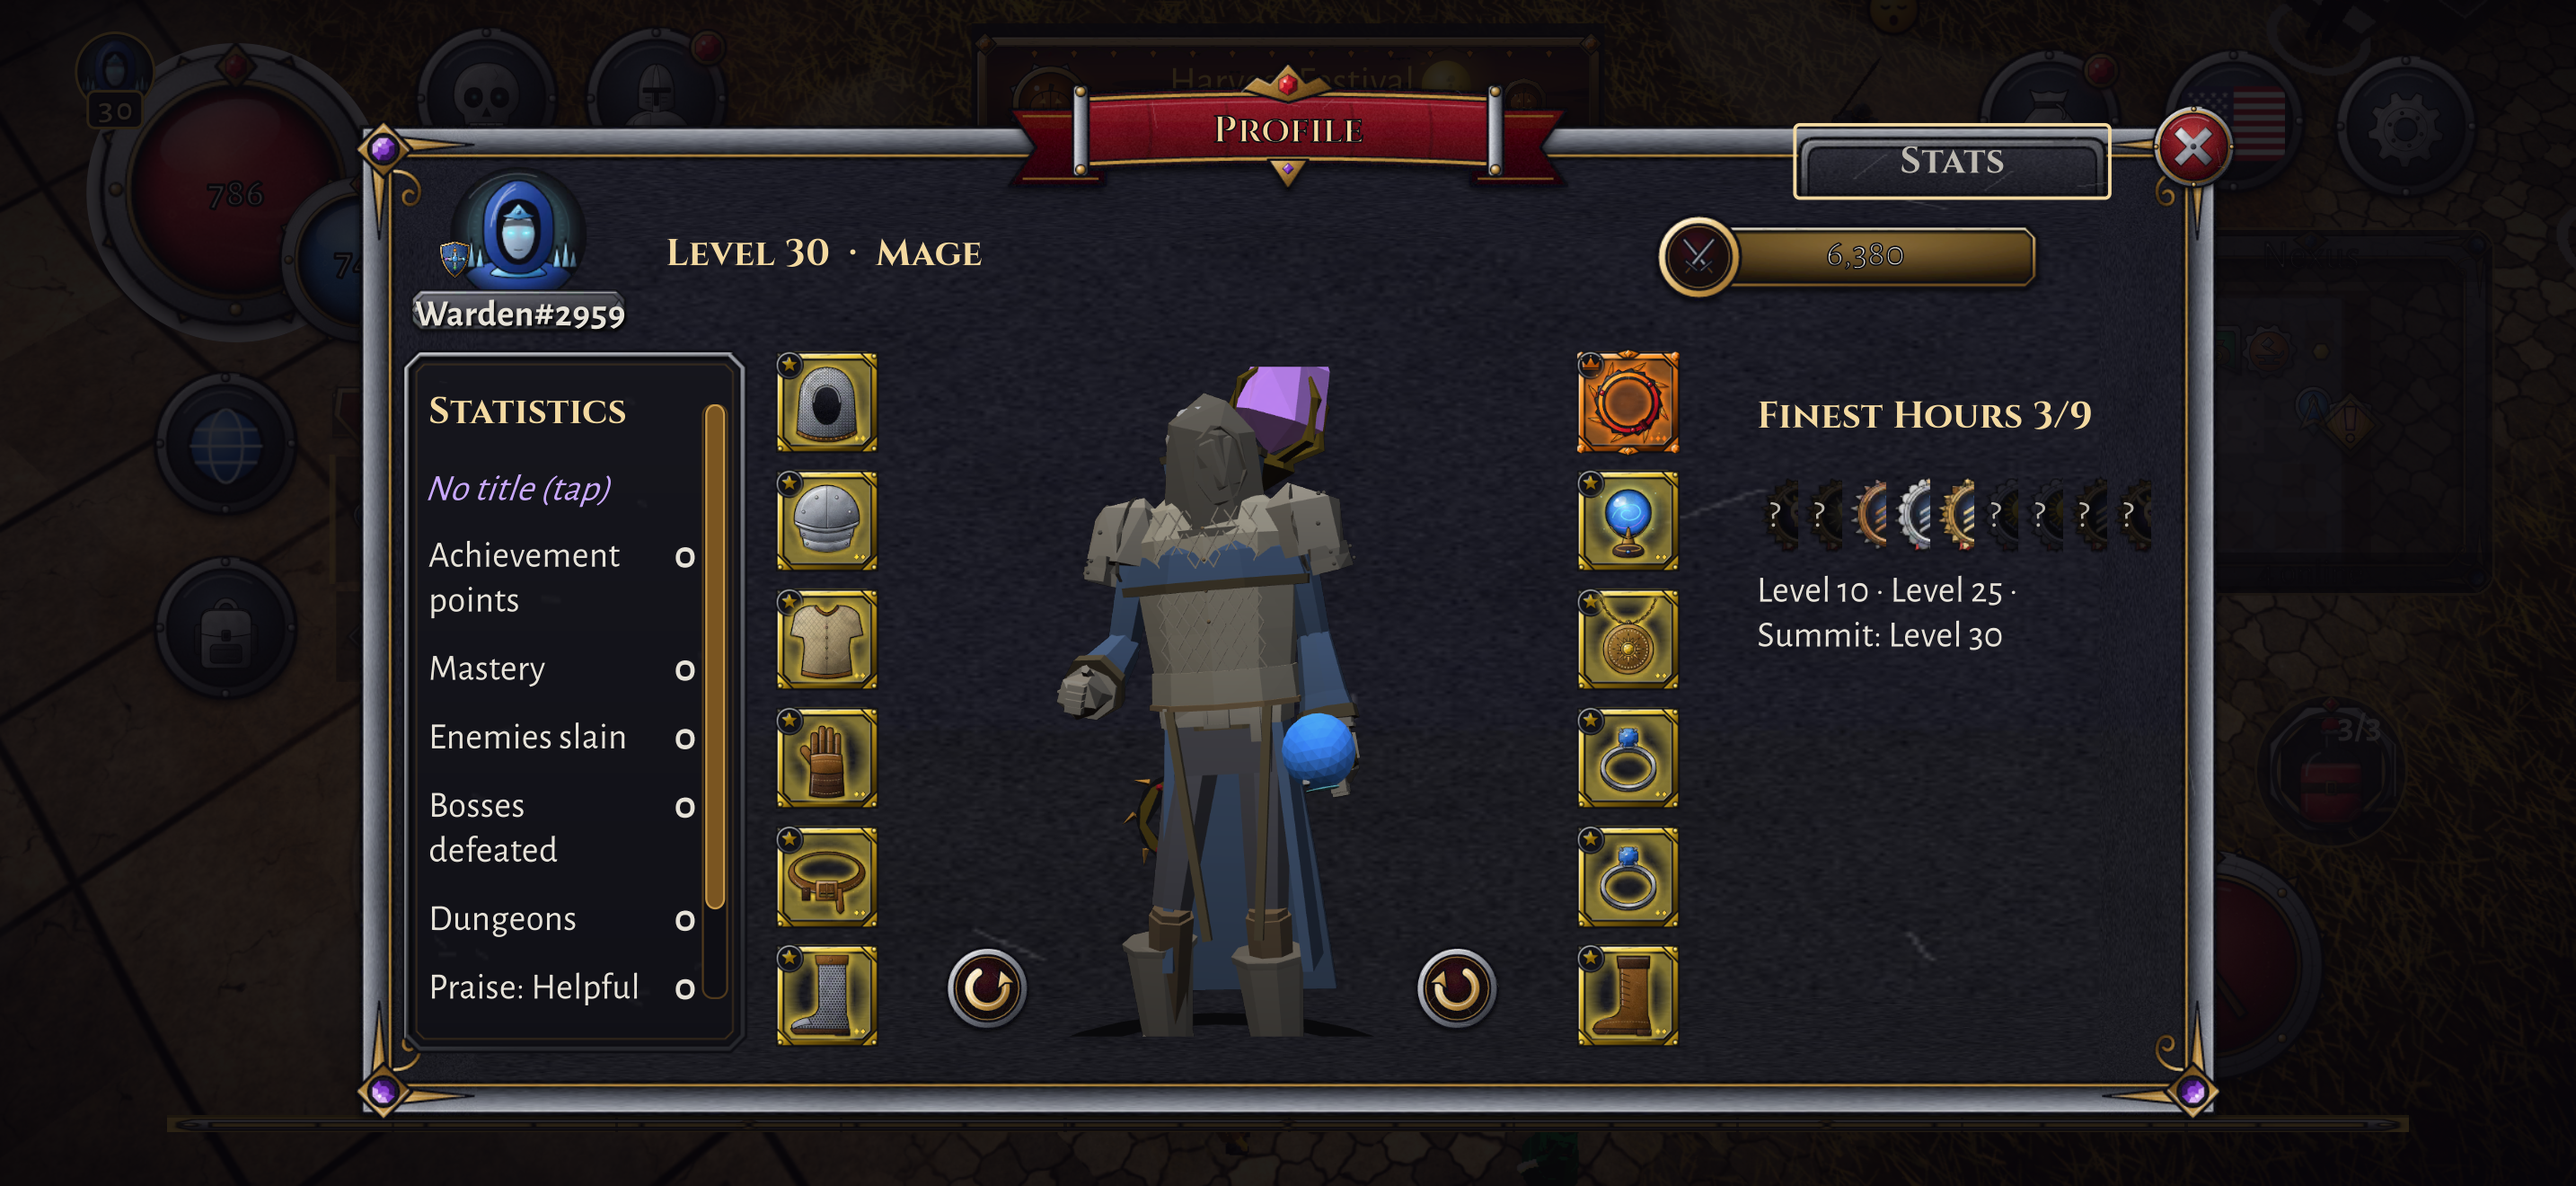 30
Harvest Festival
PROFILE
STATS
786
LEVEL 30 · MAGE
6,380
Warden#2959
STATISTICS
FINEST HOURS 3/9
No title (tap)
? ? ? ? ? ?
Achievement 0
points
Level 10 · Level 25 ·
Summit: Level 30
Mastery 0
Enemies slain 0
3/3
Bosses 0
defeated
Dungeons 0
Praise: Helpful 0